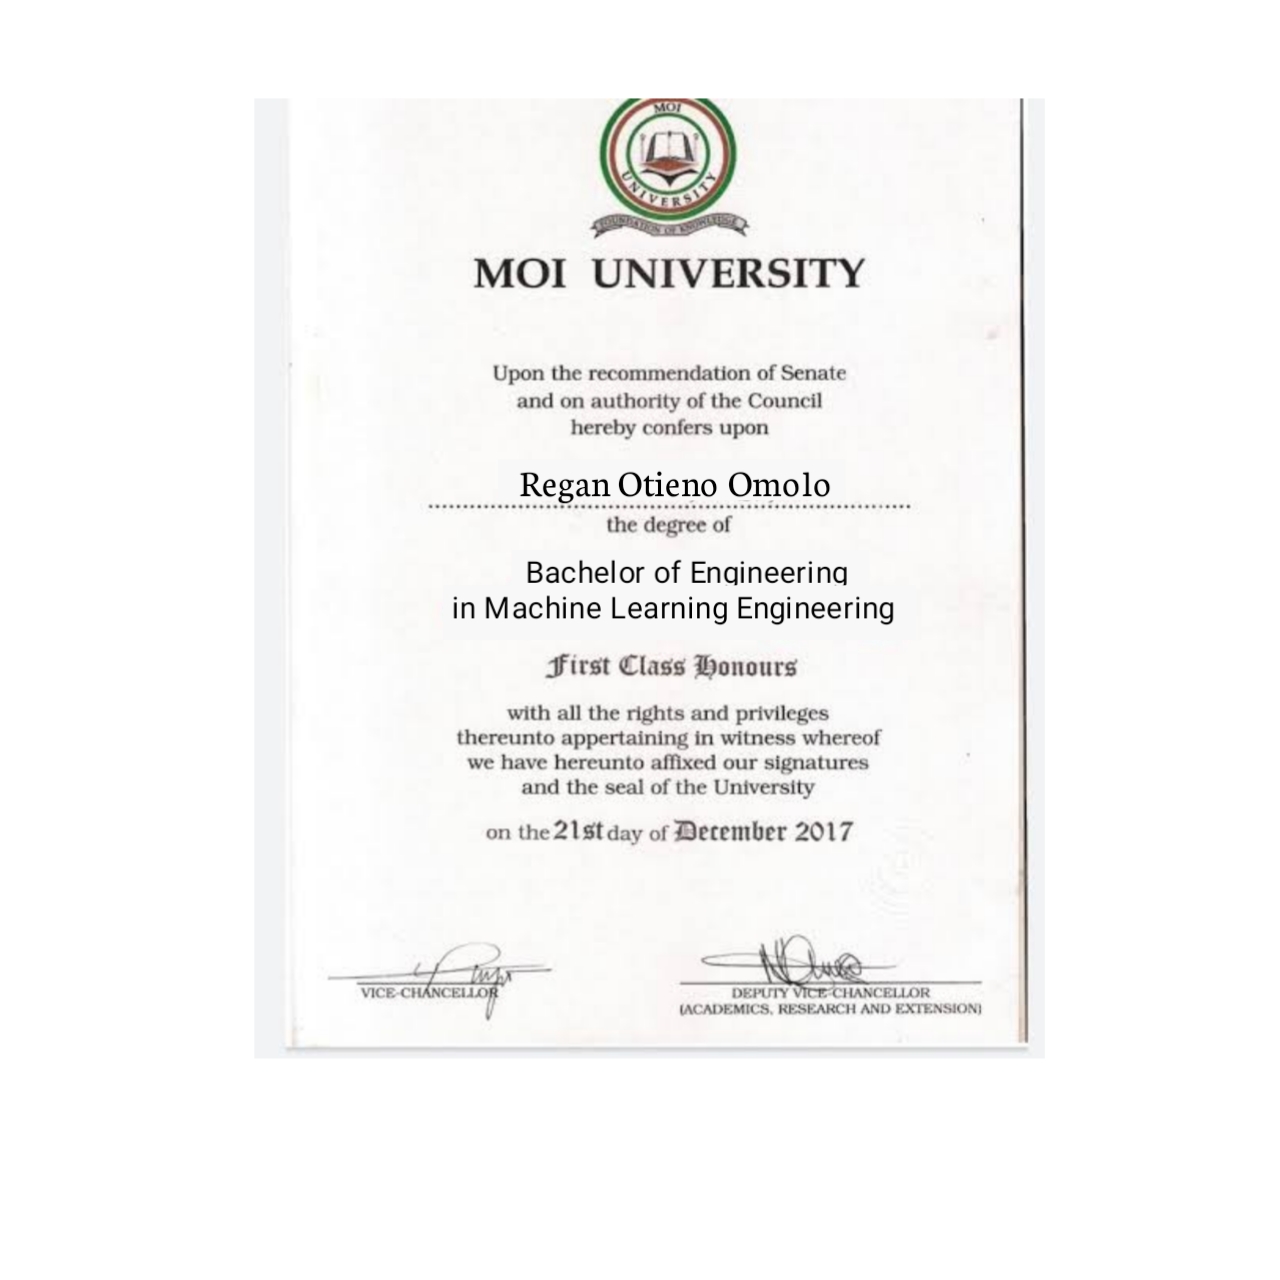 MOI
UNIVERSITY
FOUNDATION OF KNOWLEDGE
MOI UNIVERSITY
Upon the recommendation of Senate
and on authority of the Council
hereby confers upon
Regan Otieno Omolo
the degree of
Bachelor of Engineering
in Machine Learning Engineering
First Class Honours
with all the rights and privileges
thereunto appertaining in witness whereof
we have hereunto affixed our signatures
and the seal of the University
on the 21st day of December 2017
VICE-CHANCELLOR
DEPUTY VICE-CHANCELLOR
(ACADEMICS, RESEARCH AND EXTENSION)